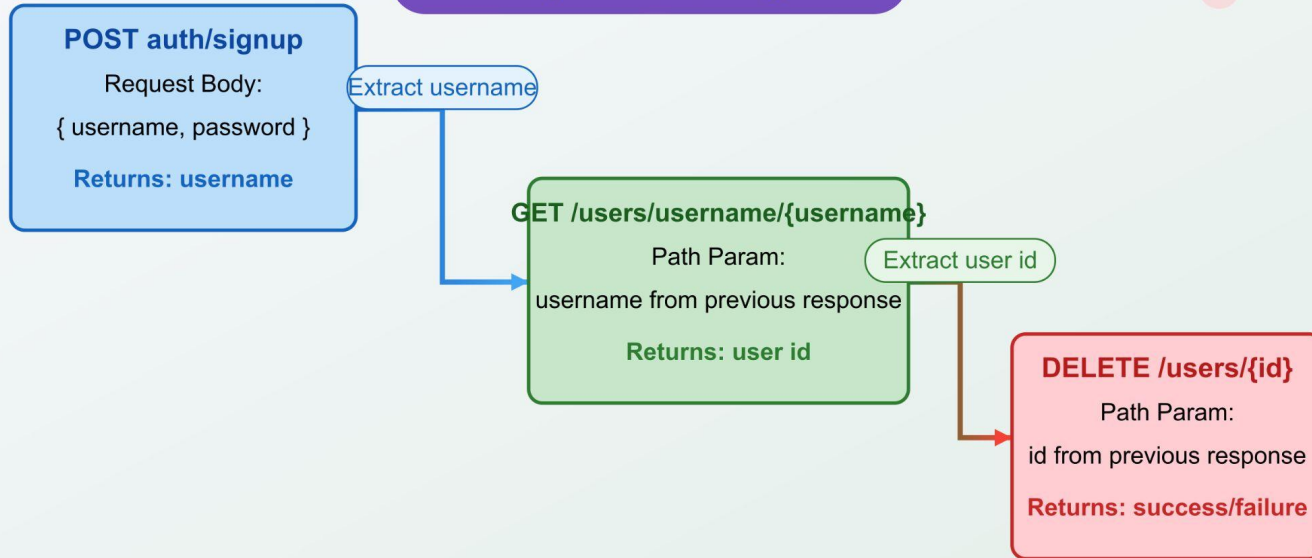 POST auth/signup
Request Body:
{ username, password }
Returns: username
Extract username
GET /users/username/{username}
Path Param:
username from previous response
Returns: user id
Extract user id
DELETE /users/{id}
Path Param:
id from previous response
Returns: success/failure